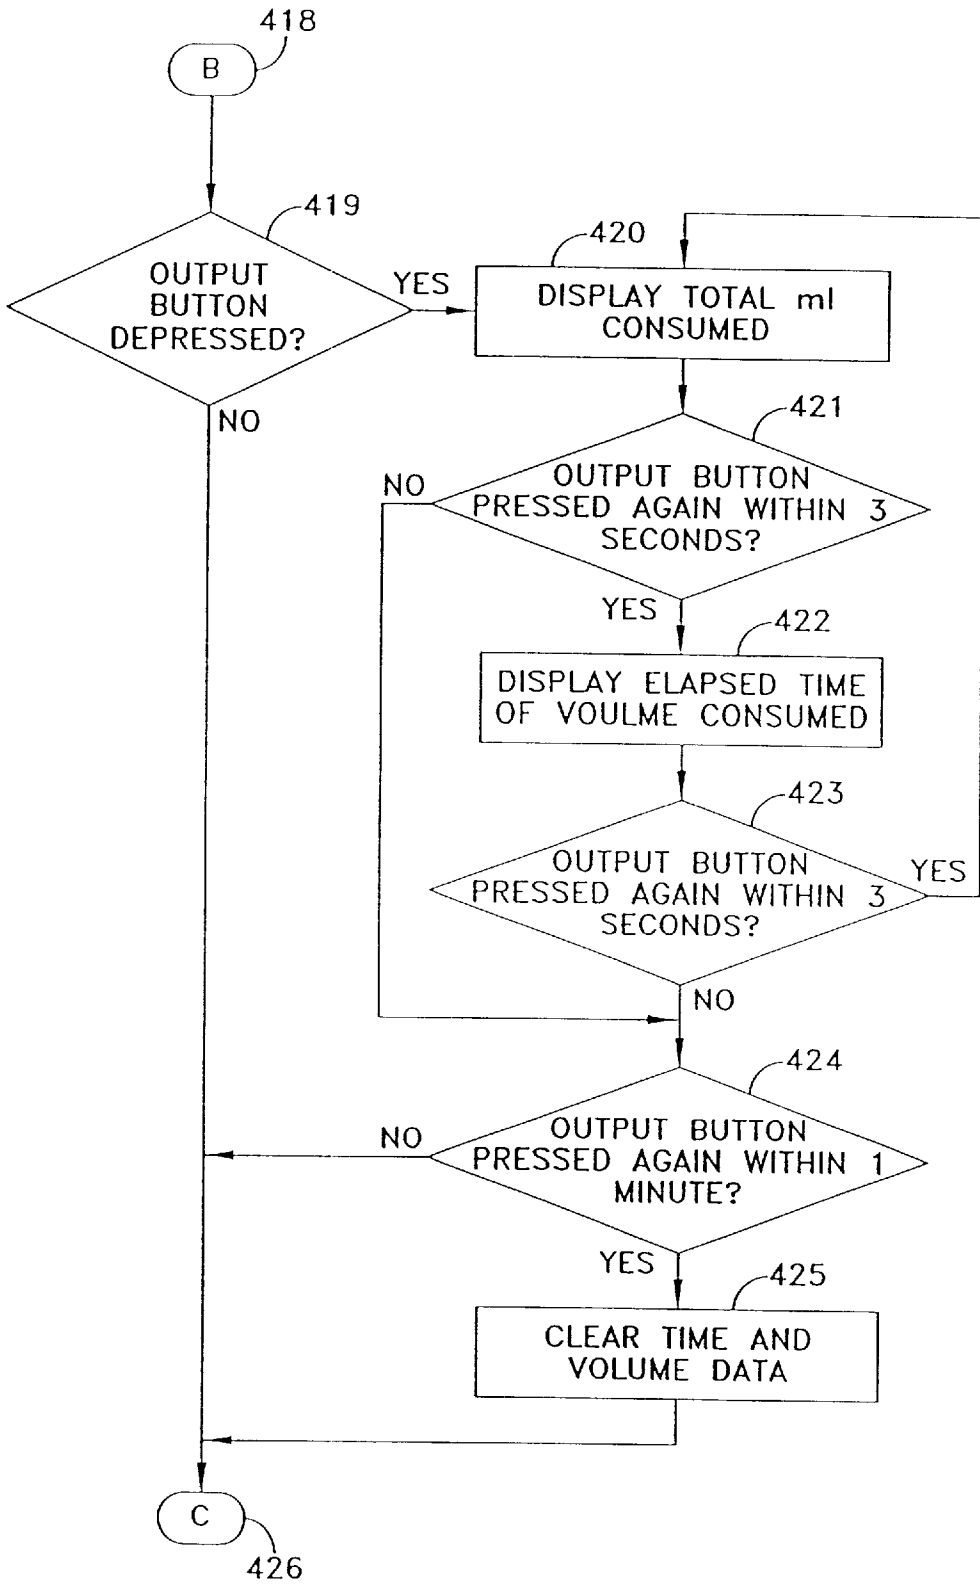 418
B
419
OUTPUT
BUTTON
DEPRESSED?
YES
NO
420
DISPLAY TOTAL ml
CONSUMED
421
OUTPUT BUTTON
PRESSED AGAIN WITHIN 3
SECONDS?
NO
YES
422
DISPLAY ELAPSED TIME
OF VOULME CONSUMED
423
OUTPUT BUTTON
PRESSED AGAIN WITHIN 3
SECONDS?
YES
NO
424
OUTPUT BUTTON
PRESSED AGAIN WITHIN 1
MINUTE?
NO
YES
425
CLEAR TIME AND
VOLUME DATA
C
426